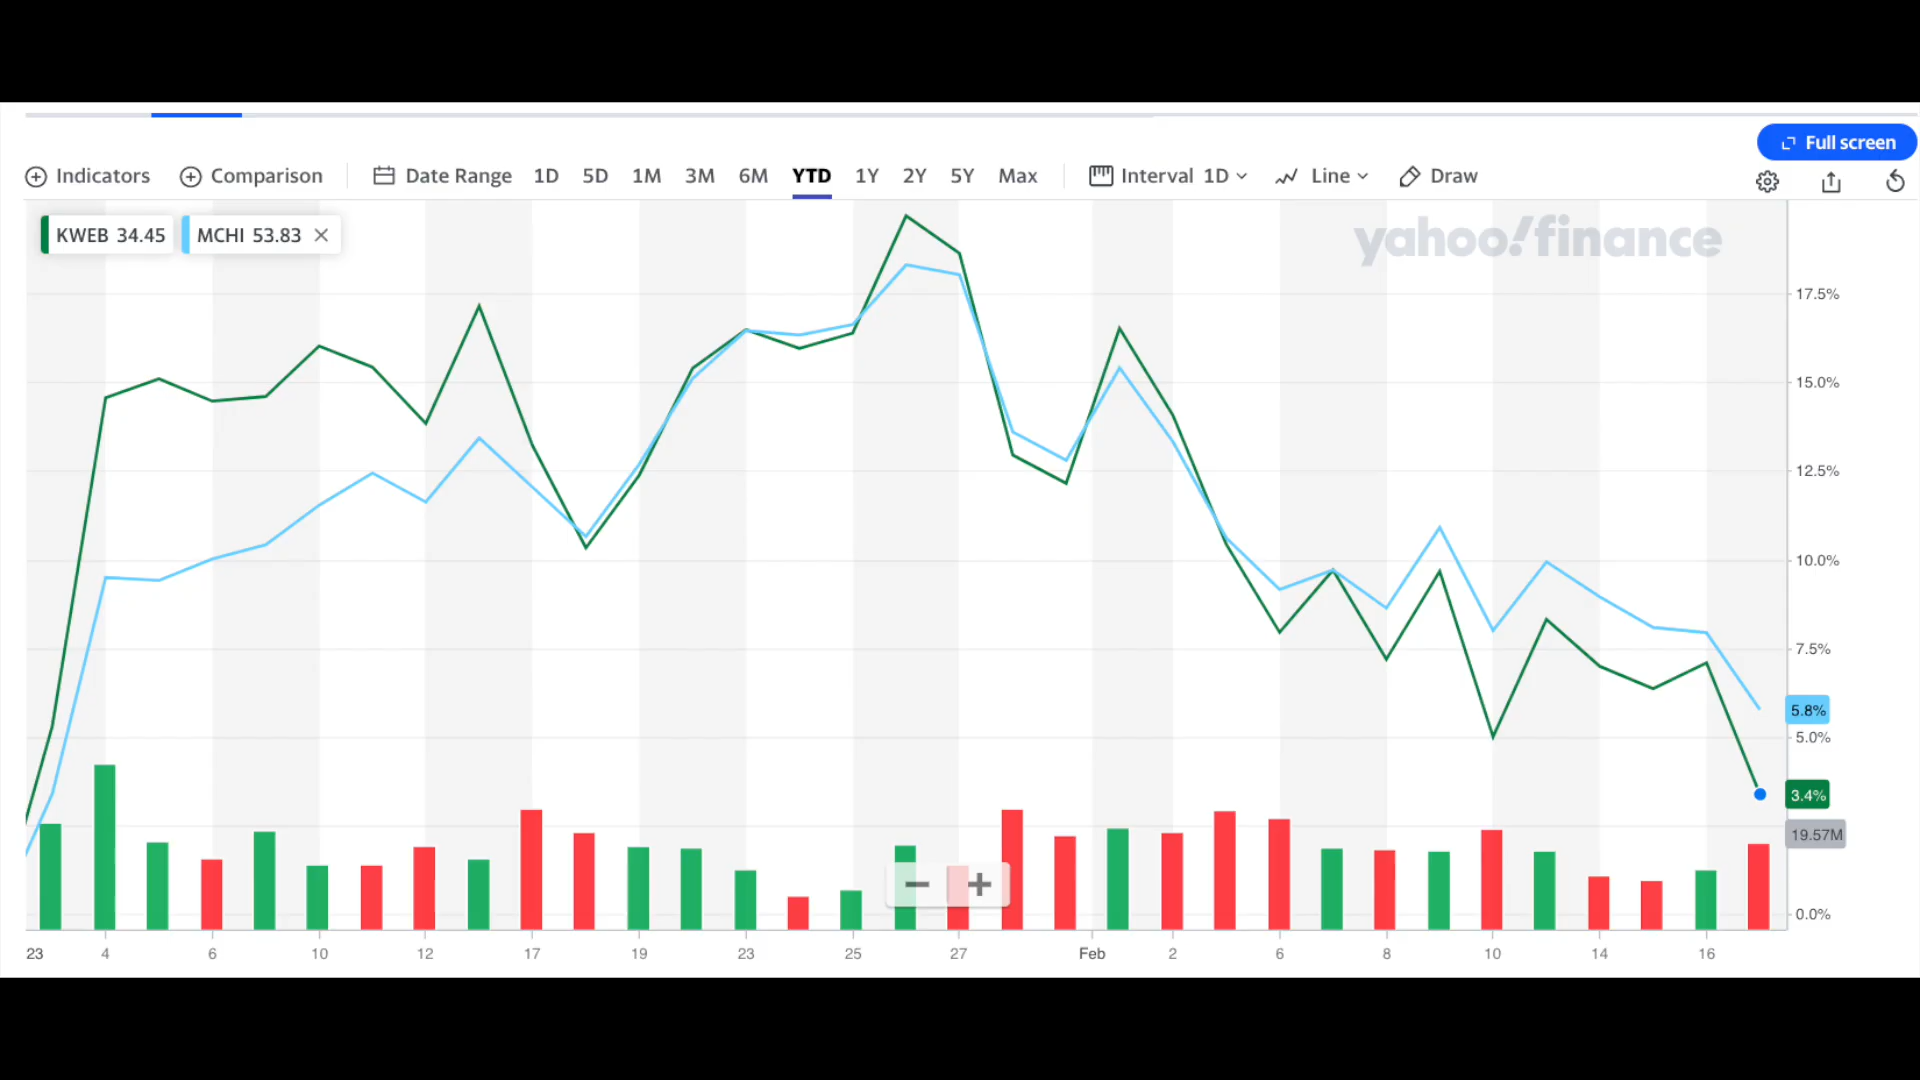 Full screen
Indicators Comparison Date Range 1D 5D 1M 3M 6M YTD 1Y 2Y 5Y Max Interval 1D Line Draw
KWEB 34.45 MCHI 53.83
yahoo!finance
17.5%
15.0%
12.5%
10.0%
7.5%
5.8%
5.0%
3.4%
19.57M
0.0%
23 4 6 10 12 17 19 23 25 27 Feb 2 6 8 10 14 16